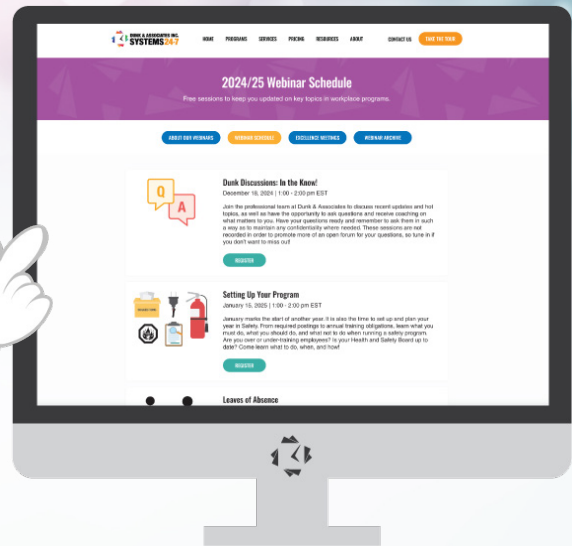 DUNK & ASSOCIATES INC.
SYSTEMS 24-7
HOME PROGRAMS SERVICES PRICING RESOURCES ABOUT CONTACT US TAKE THE TOUR
2024/25 Webinar Schedule
Free sessions to keep you updated on key topics in workplace programs.
ABOUT OUR WEBINARS WEBINAR SCHEDULE EXCELLENCE MEETINGS WEBINAR ARCHIVE
Q
A
Dunk Discussions: In the Know!
December 18, 2024 | 1:00 - 2:00 pm EST
Join the professional team at Dunk & Associates to discuss recent updates and hot
topics, as well as have the opportunity to ask questions and receive coaching on
what matters to you. Have your questions ready and remember to ask them in such
a way as to maintain any confidentiality where needed. These sessions are not
recorded in order to promote more of an open forum for your questions, so tune in if
you don't want to miss out!
REGISTER
Setting Up Your Program
January 15, 2025 | 1:00 - 2:00 pm EST
January marks the start of another year. It is also the time to set up and plan your
year in Safety. From required postings to annual training obligations, learn what you
must do, what you should do, and what not to do when running a safety program.
Are you over or under-training employees? Is your Health and Safety Board up to
date? Come learn what to do, when, and how!
REGISTER
Leaves of Absence